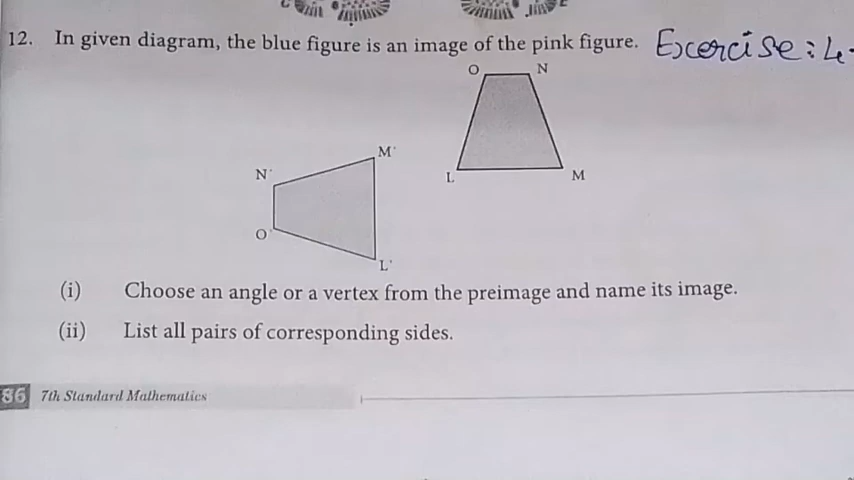 12. In given diagram, the blue figure is an image of the pink figure. Exercise: 4.
O N
M'
N'
L M
O'
L'
(i) Choose an angle or a vertex from the preimage and name its image.
(ii) List all pairs of corresponding sides.
86 7th Standard Mathematics